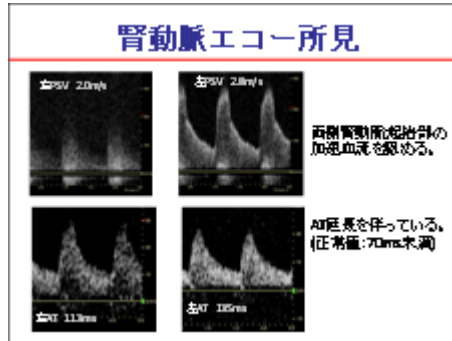 腎動脈エコー所見
右PSV 2.0m/s
左PSV 2.8m/s
両側腎動脈起始部の
加速血流を認める。
AT延長を伴っている。
(正常値:70ms未満)
右AT 113ms
左AT 105ms